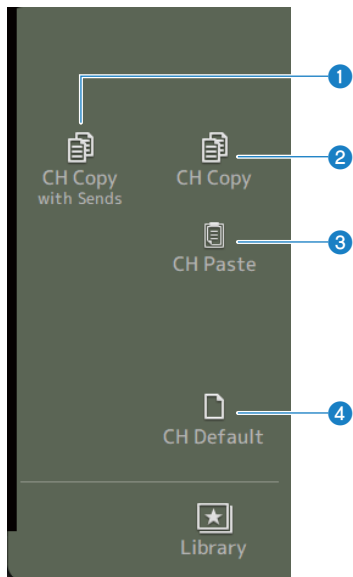 1
CH Copy
with Sends
CH Copy
2
CH Paste
3
CH Default
4
Library